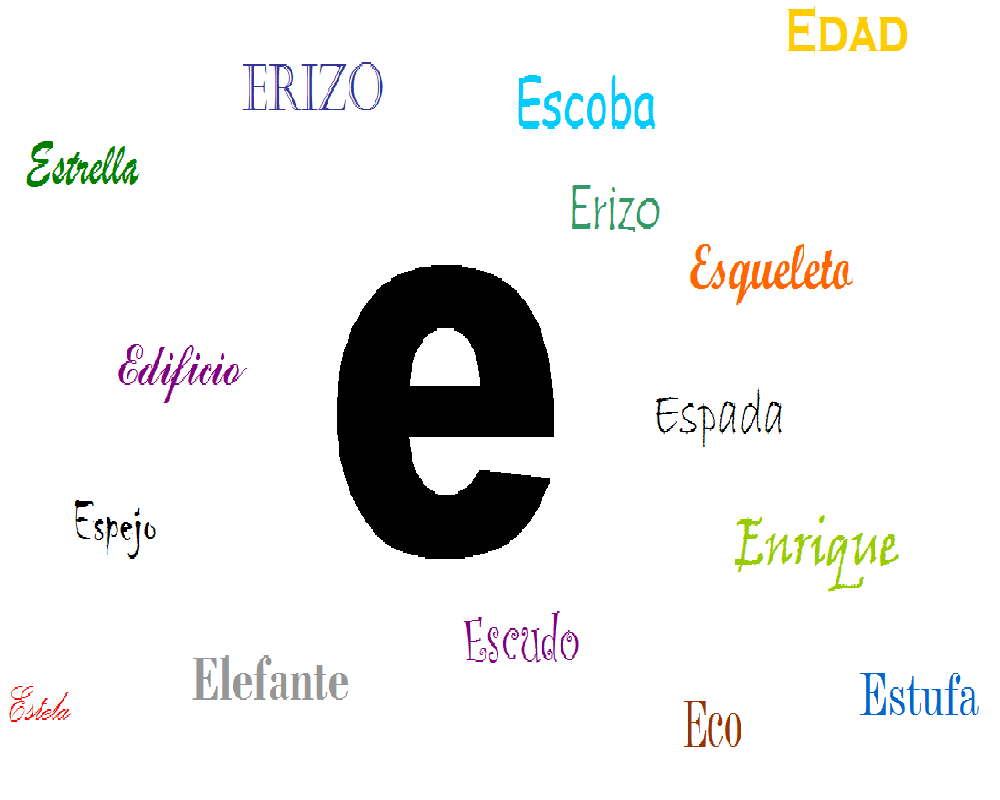 EDAD
ERIZO
Escoba
Estrella
Erizo
Esqueleto
e
Edificio
Espada
Espejo
Enrique
Escudo
Elefante
Estela
Eco
Estufa